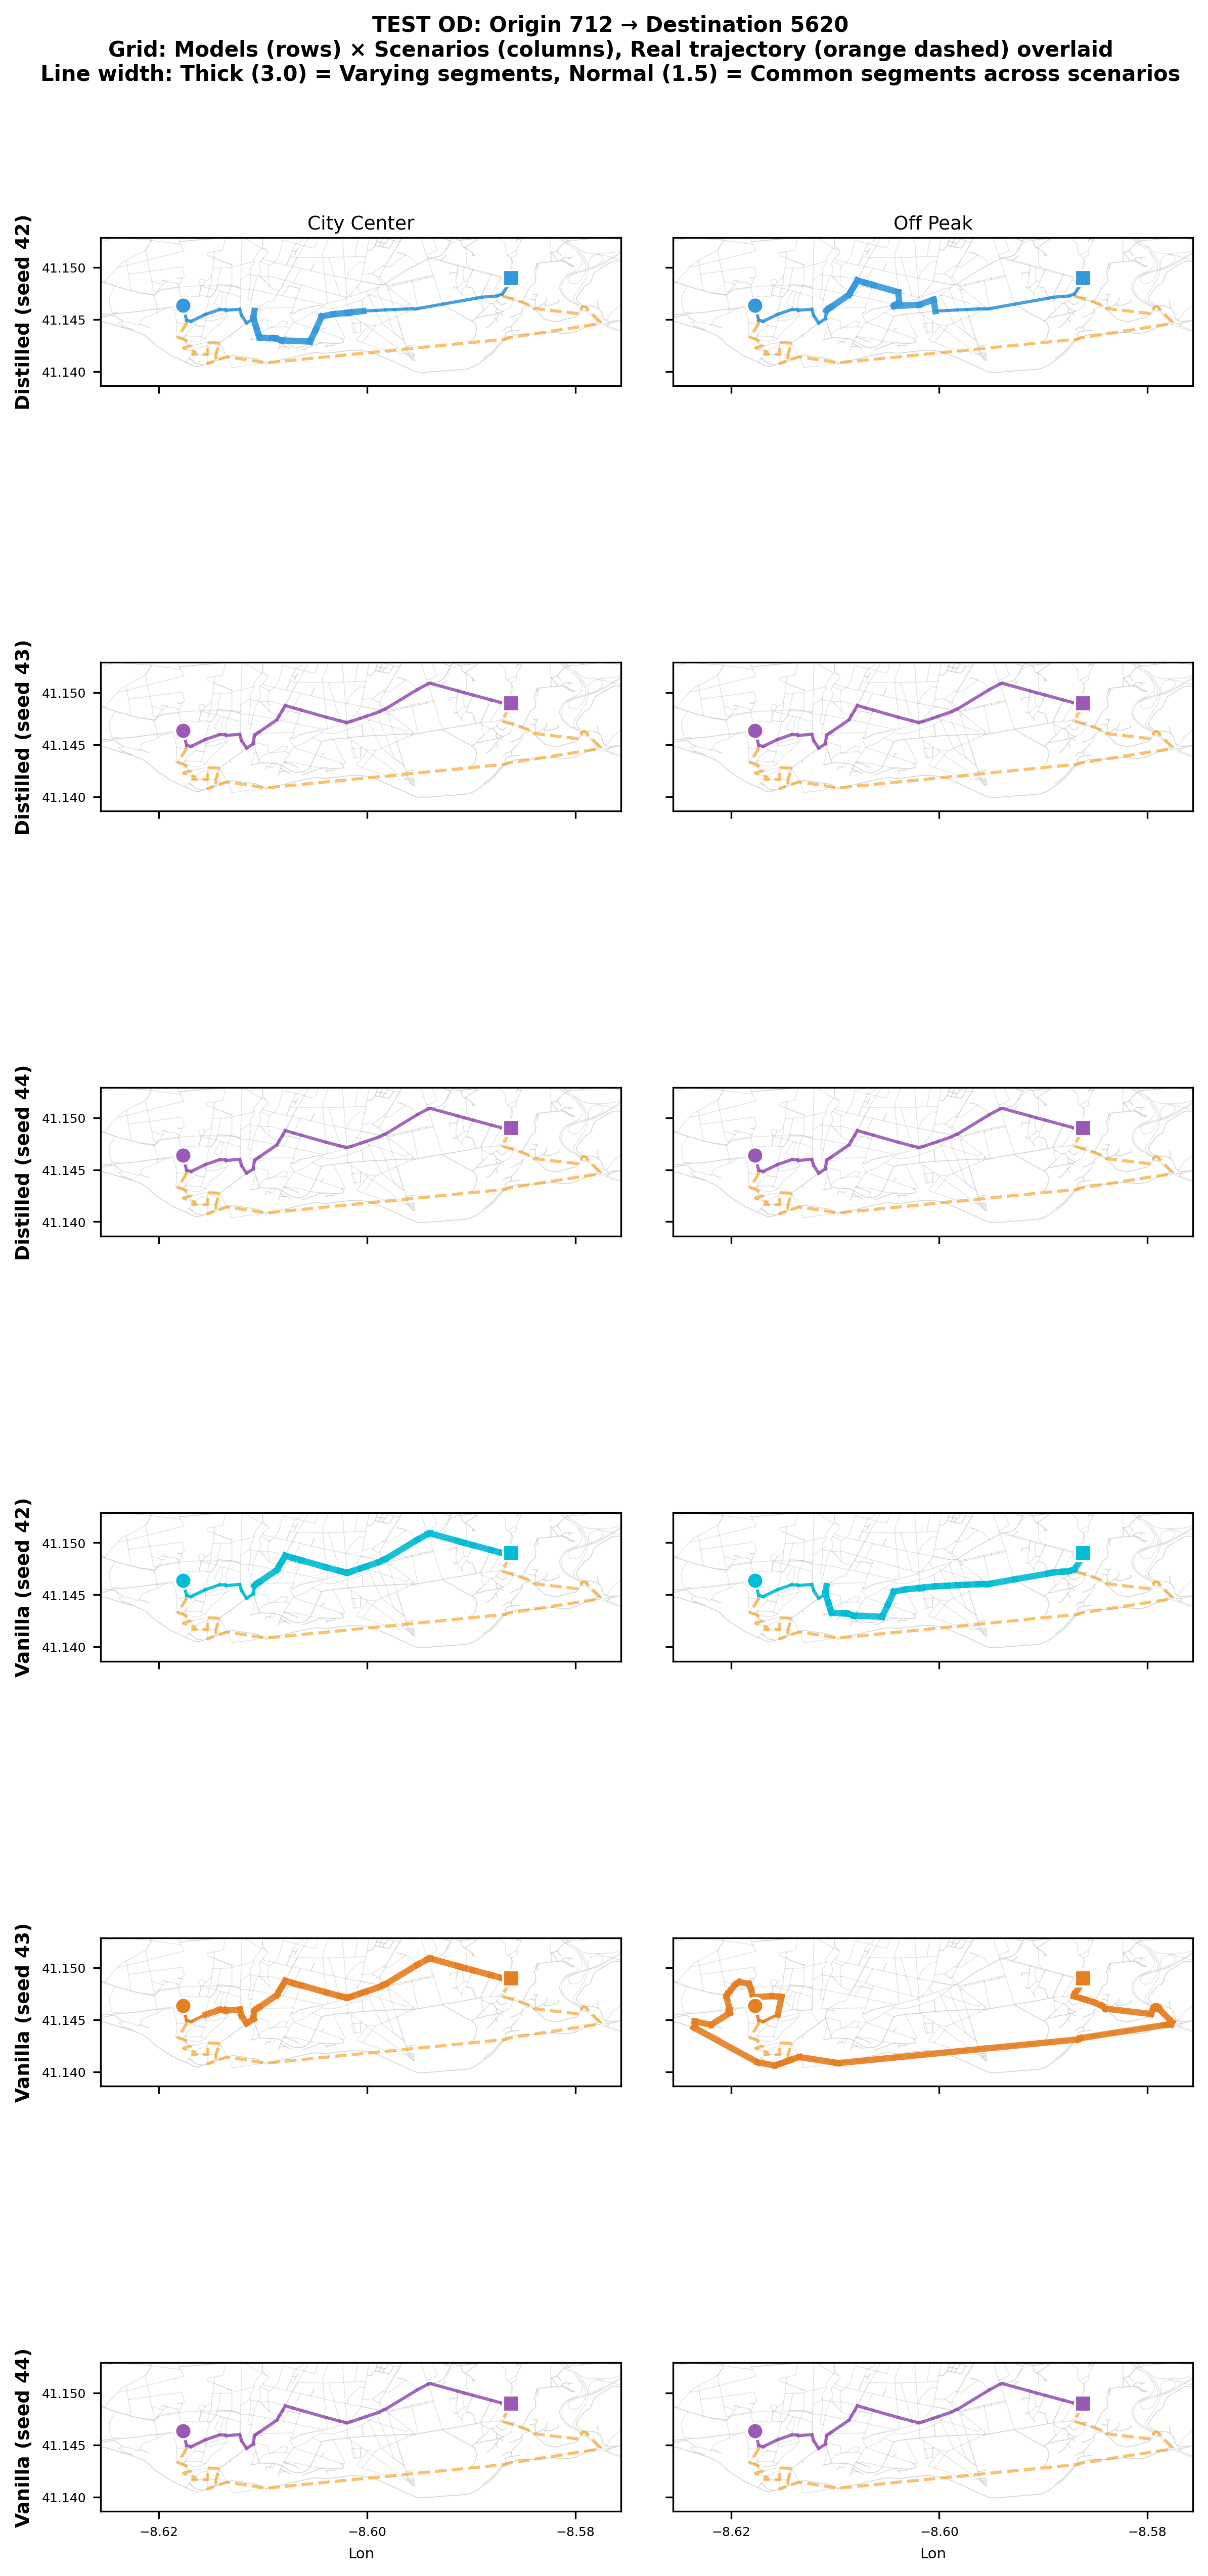 TEST OD: Origin 712 → Destination 5620
Grid: Models (rows) × Scenarios (columns), Real trajectory (orange dashed) overlaid
Line width: Thick (3.0) = Varying segments, Normal (1.5) = Common segments across scenarios
City Center
Off Peak
Distilled (seed 42)
41.150
41.145
41.140
Distilled (seed 43)
41.150
41.145
41.140
Distilled (seed 44)
41.150
41.145
41.140
Vanilla (seed 42)
41.150
41.145
41.140
Vanilla (seed 43)
41.150
41.145
41.140
Vanilla (seed 44)
41.150
41.145
41.140
−8.62 −8.60 −8.58
−8.62 −8.60 −8.58
Lon
Lon